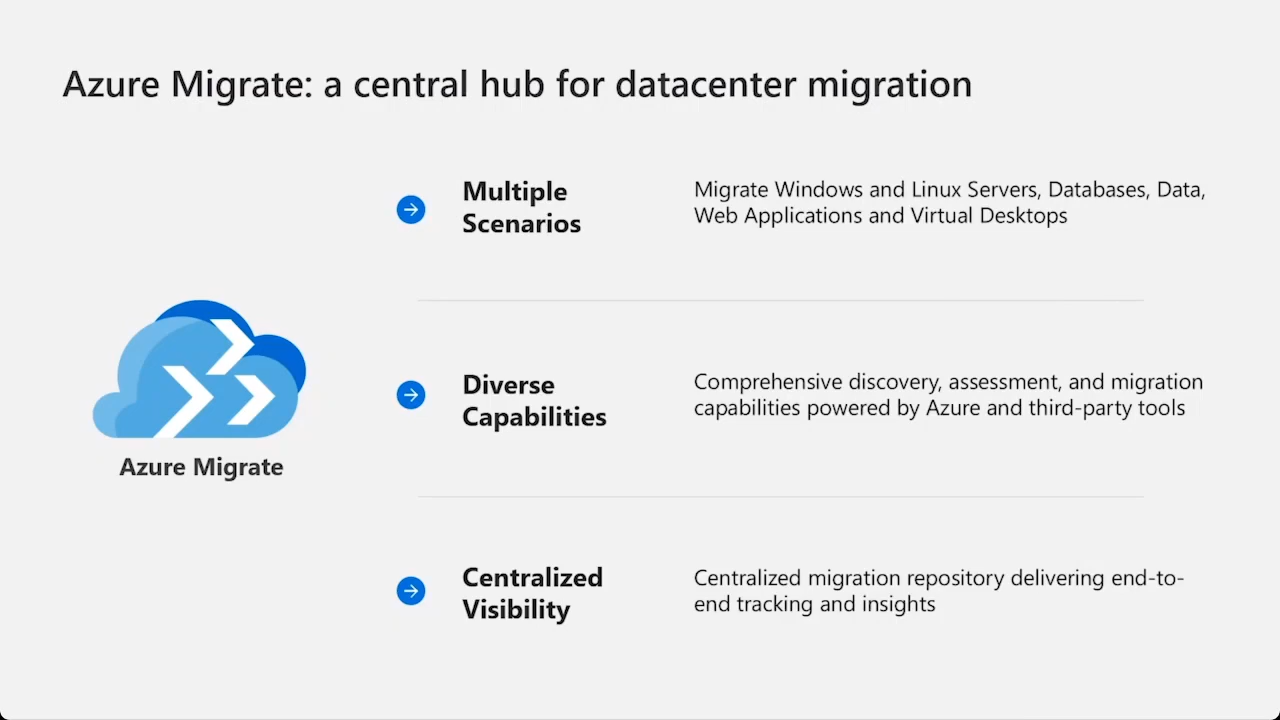 Azure Migrate: a central hub for datacenter migration
Multiple
Scenarios
Migrate Windows and Linux Servers, Databases, Data,
Web Applications and Virtual Desktops
Azure Migrate
Diverse
Capabilities
Comprehensive discovery, assessment, and migration
capabilities powered by Azure and third-party tools
Centralized
Visibility
Centralized migration repository delivering end-to-
end tracking and insights